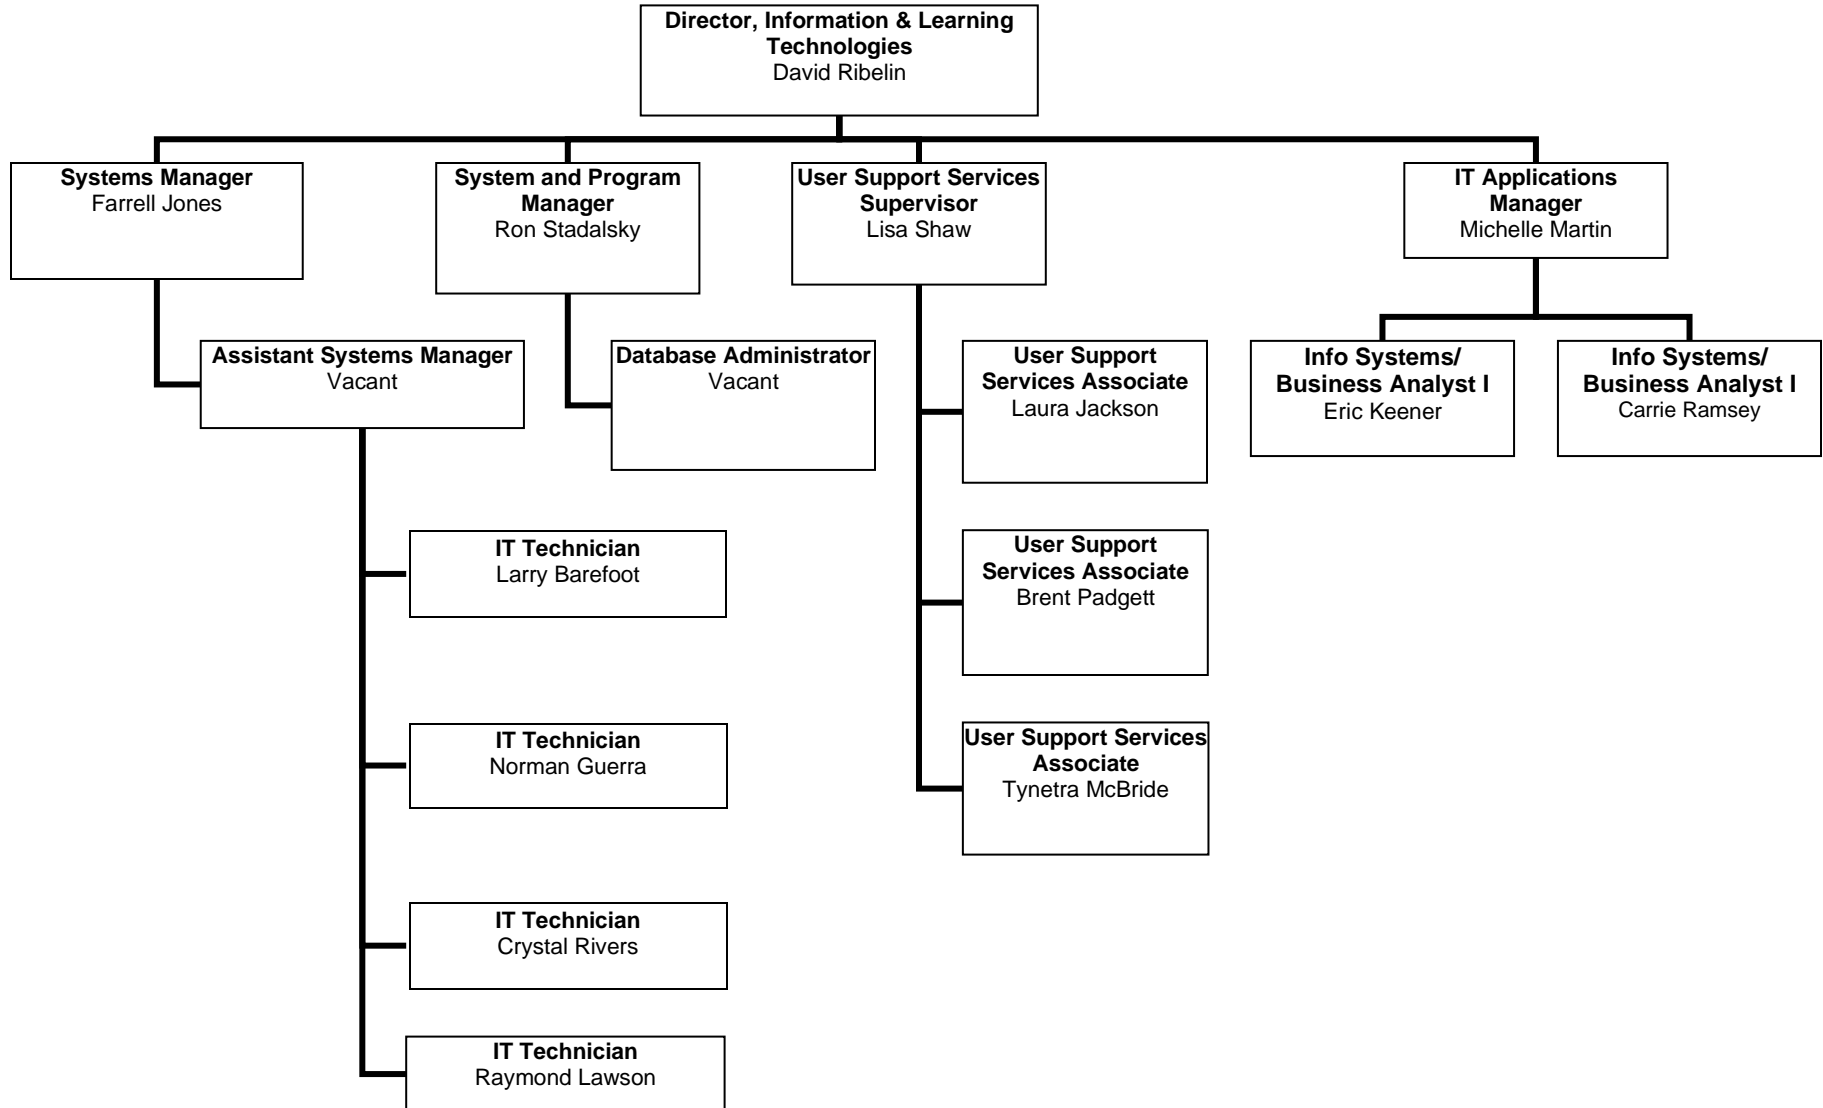 Director, Information & Learning
Technologies
David Ribelin
Systems Manager
Farrell Jones
System and Program
Manager
Ron Stadalsky
User Support Services
Supervisor
Lisa Shaw
IT Applications
Manager
Michelle Martin
Assistant Systems Manager
Vacant
Database Administrator
Vacant
User Support
Services Associate
Laura Jackson
Info Systems/
Business Analyst I
Eric Keener
Info Systems/
Business Analyst I
Carrie Ramsey
IT Technician
Larry Barefoot
User Support
Services Associate
Brent Padgett
IT Technician
Norman Guerra
User Support Services
Associate
Tynetra McBride
IT Technician
Crystal Rivers
IT Technician
Raymond Lawson